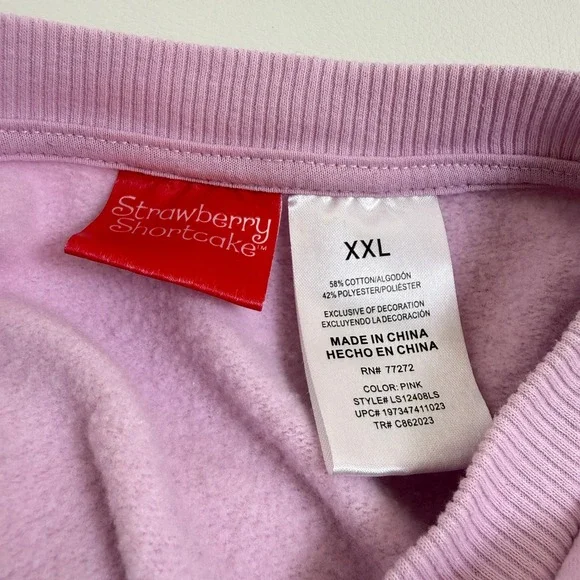 Strawberry
Shortcake™
XXL
58% COTTON/ALGODÓN
42% POLYESTER/POLIÉSTER
EXCLUSIVE OF DECORATION
EXCLUYENDO LA DECORACIÓN
MADE IN CHINA
HECHO EN CHINA
RN# 77272
COLOR: PINK
STYLE# LS12408LS
UPC# 197347411023
TR# C862023